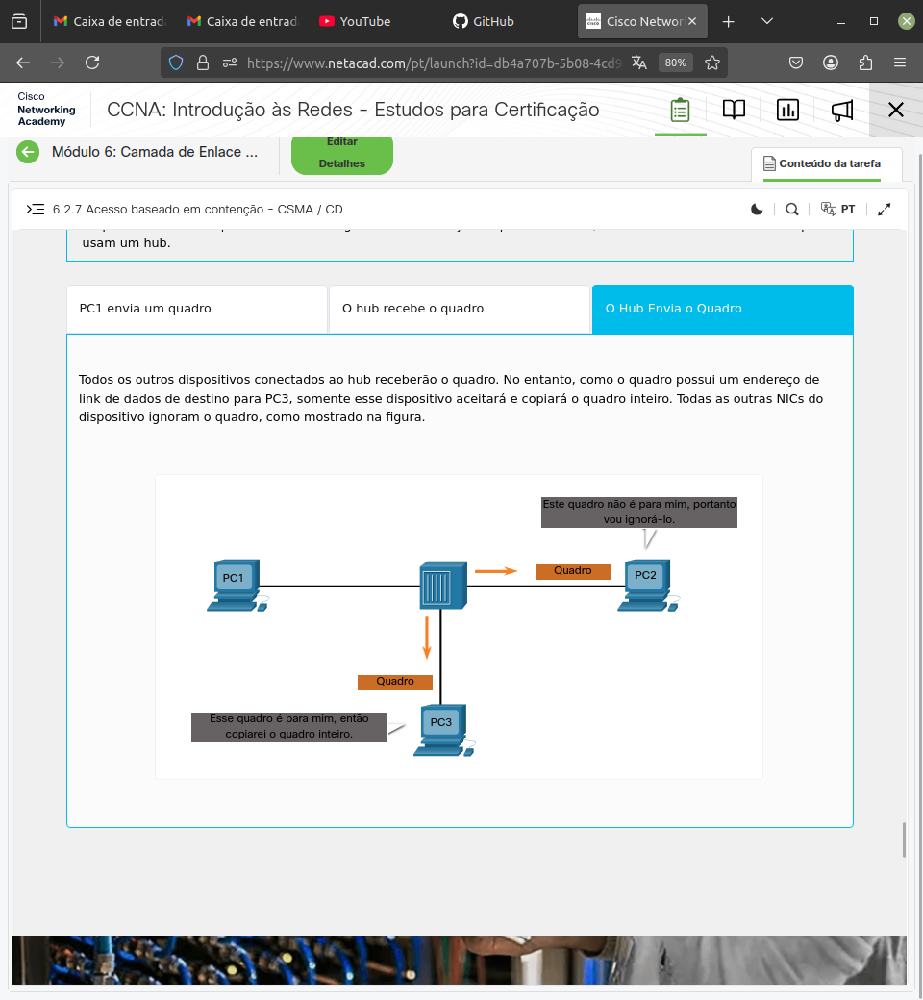 Caixa de entrad
Caixa de entrad
YouTube
GitHub
Cisco Networ
https://www.netacad.com/pt/launch?id=db4a707b-5b08-4cd9
80%
Cisco
Networking
Academy
CCNA: Introdução às Redes - Estudos para Certificação
Módulo 6: Camada de Enlace ...
Editar
Detalhes
Conteúdo da tarefa
6.2.7 Acesso baseado em contenção - CSMA / CD
PT
usam um hub.
PC1 envia um quadro
O hub recebe o quadro
O Hub Envia o Quadro
Todos os outros dispositivos conectados ao hub receberão o quadro. No entanto, como o quadro possui um endereço de
link de dados de destino para PC3, somente esse dispositivo aceitará e copiará o quadro inteiro. Todas as outras NICs do
dispositivo ignoram o quadro, como mostrado na figura.
Este quadro não é para mim, portanto
vou ignorá-lo.
PC1
Quadro
PC2
Quadro
Esse quadro é para mim, então
copiarei o quadro inteiro.
PC3